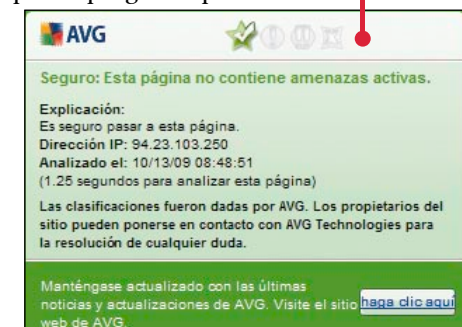 AVG
Seguro: Esta página no contiene amenazas activas.
Explicación:
Es seguro pasar a esta página.
Dirección IP: 94.23.103.250
Analizado el: 10/13/09 08:48:51
(1.25 segundos para analizar esta página)
Las clasificaciones fueron dadas por AVG. Los propietarios del
sitio pueden ponerse en contacto con AVG Technologies para
la resolución de cualquier duda.
Manténgase actualizado con las últimas
noticias y actualizaciones de AVG. Visite el sitio haga clic aquí
web de AVG.